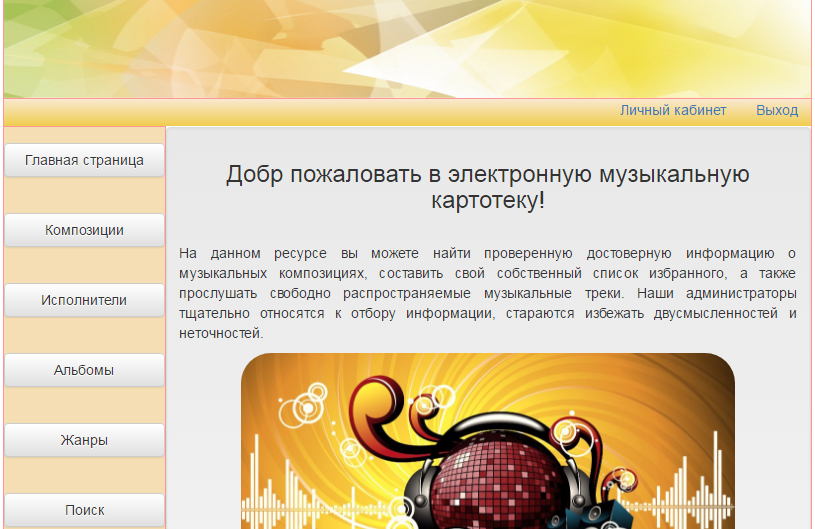 Личный кабинет Выход
Главная страница
Композиции
Исполнители
Альбомы
Жанры
Поиск
Добр пожаловать в электронную музыкальную
картотеку!
На данном ресурсе вы можете найти проверенную достоверную информацию о
музыкальных композициях, составить свой собственный список избранного, а также
прослушать свободно распространяемые музыкальные треки. Наши администраторы
тщательно относятся к отбору информации, стараются избежать двусмысленностей и
неточностей.